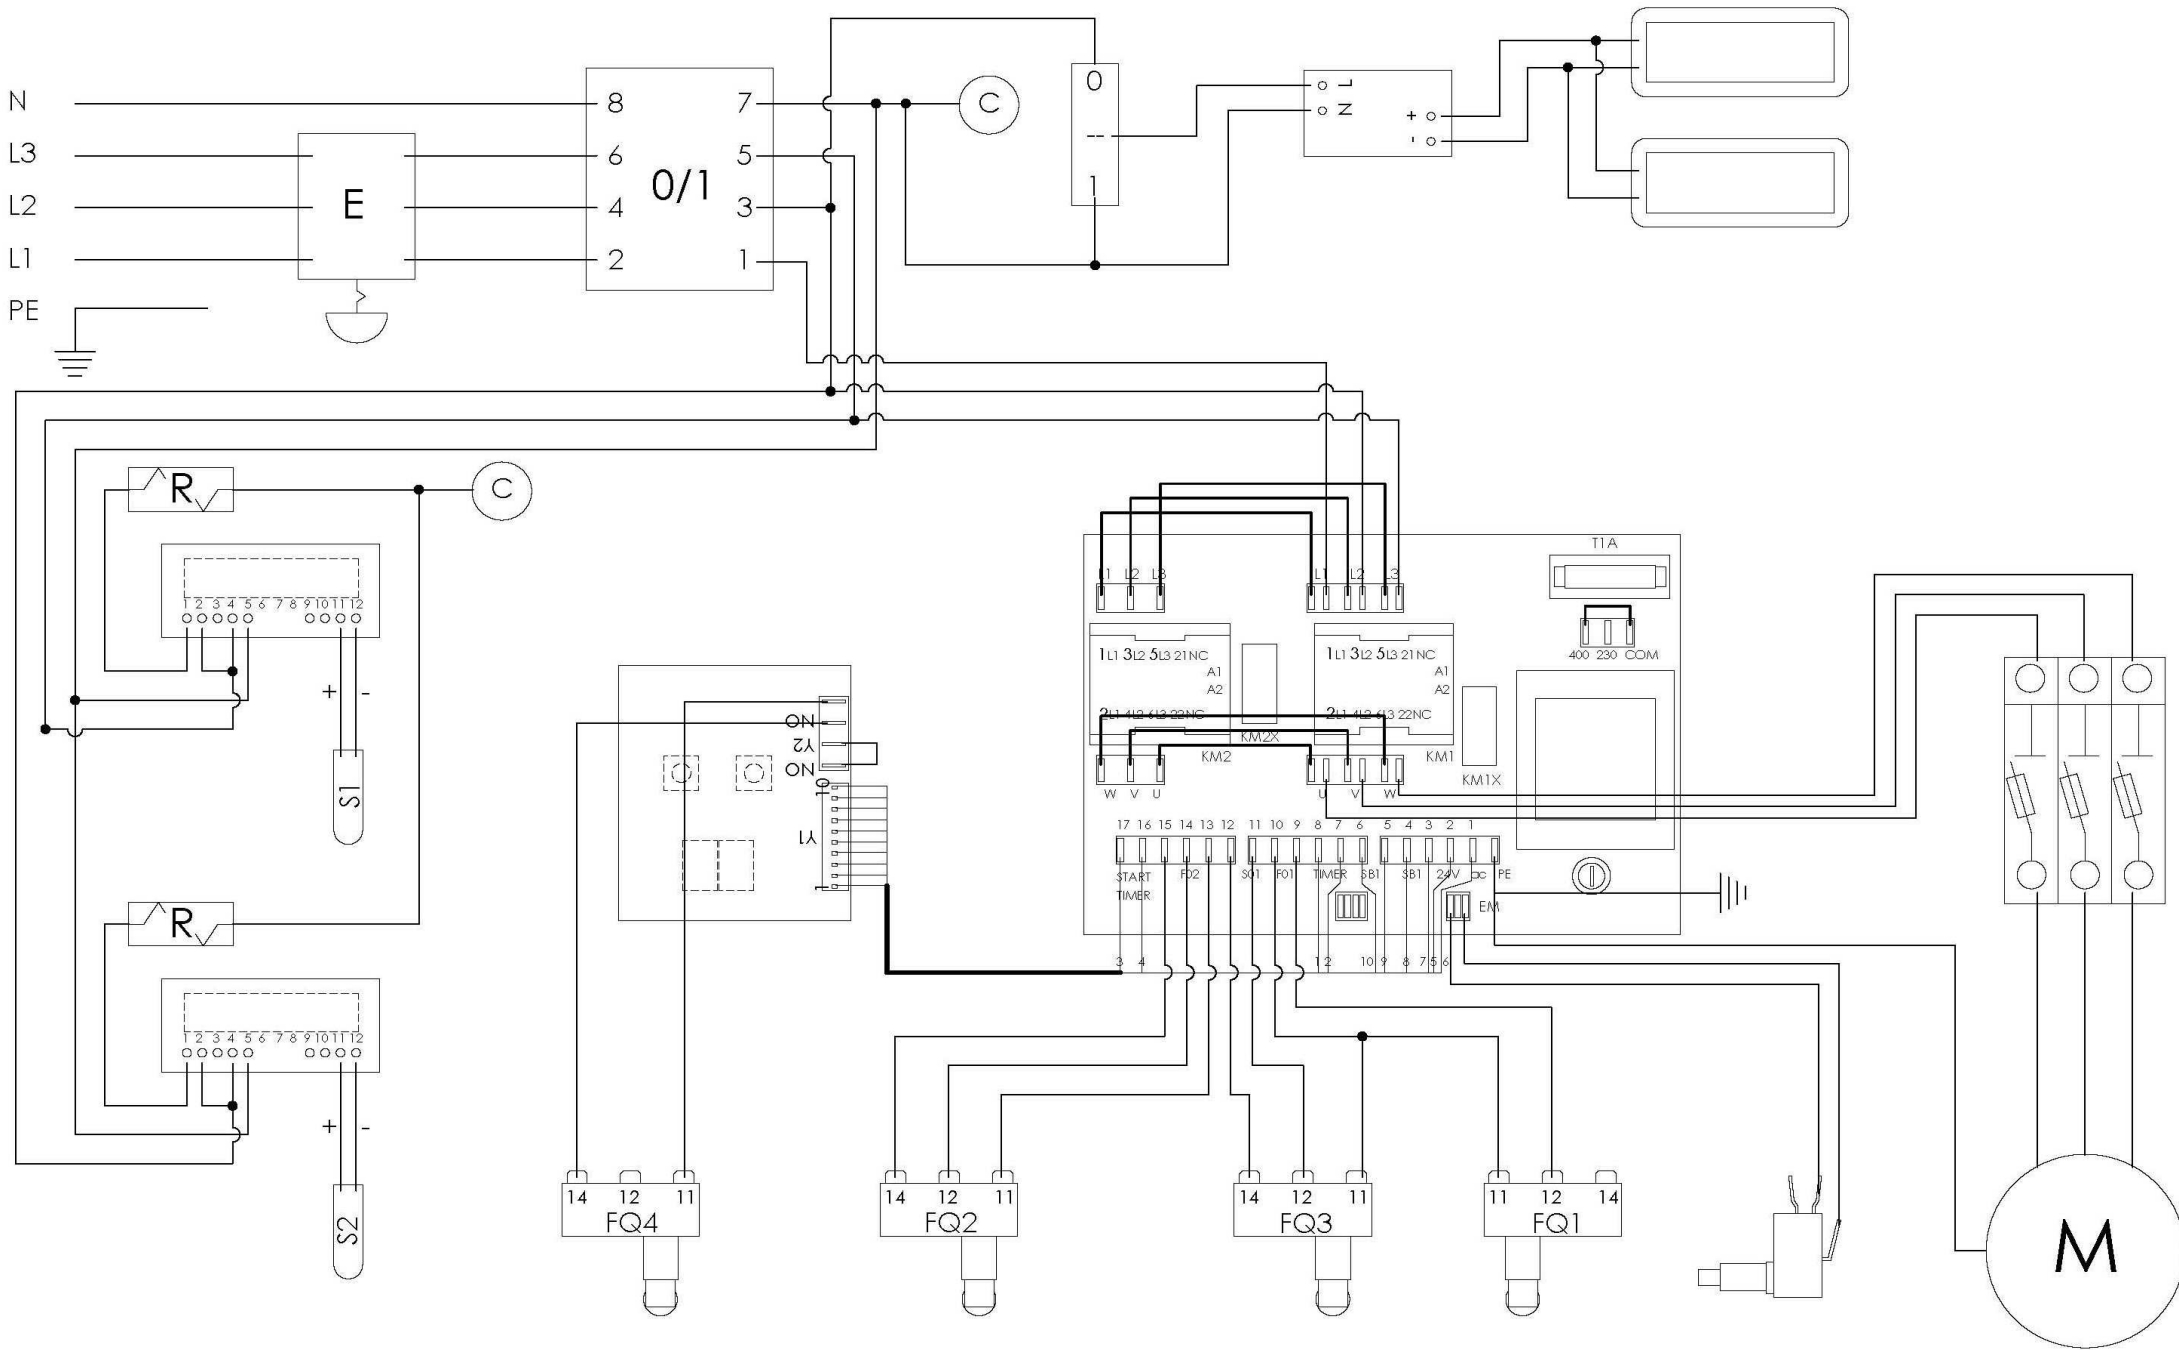 N
8
7
C
0
L
N
+
-
L3
6
5
--
E
0/1
L2
4
3
1
L1
2
1
PE
R
C
1 2 3 4 5 6 7 8 9 10 11 12
+ -
S1
R
1 2 3 4 5 6 7 8 9 10 11 12
+ -
S2
NO
Y2
NO
10
Y1
1
T1A
L1 L2 L3
L1 L2 L3
400 230 COM
1L1 3L2 5L3 21NC
A1
A2
2L1 4L2 6L3 22NC
KM2X
KM2
1L1 3L2 5L3 21NC
A1
A2
2L1 4L2 6L3 22NC
KM1
KM1X
W V U
U V W
17 16 15 14 13 12 11 10 9 8 7 6 5 4 3 2 1
START
TIMER
F02
S01
F01
TIMER
SB1
SB1
24V
DC
PE
EM
3 4 1 2 10 9 8 7 5 6
14 12 11
FQ4
14 12 11
FQ2
14 12 11
FQ3
11 12 14
FQ1
M